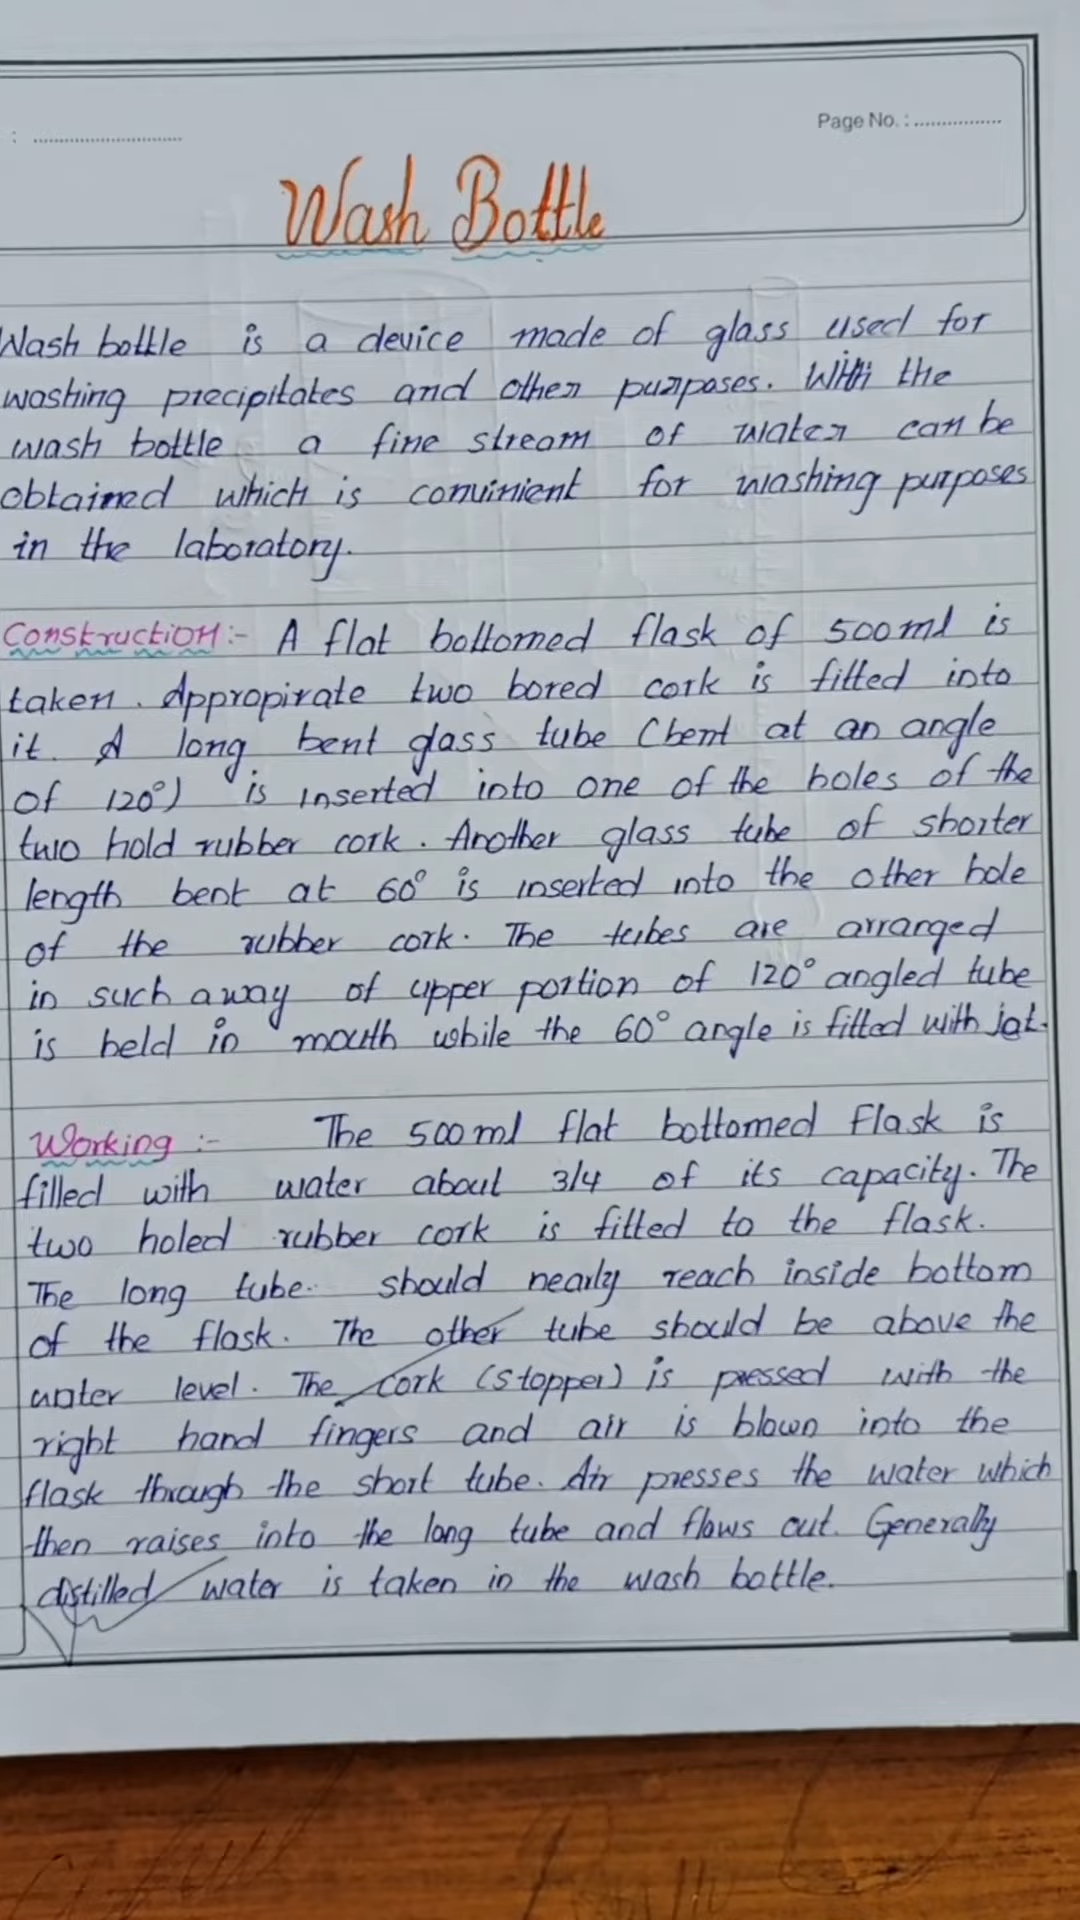 : ............................
Page No. : ................
Wash Bottle
Wash bottle is a device made of glass used for
washing precipitates and other purposes. With the
wash bottle a fine stream of water can be
obtained which is convinient for washing purposes
in the laboratory.
Construction :- A flat bottomed flask of 500 ml is
taken. Appropirate two bored cork is fitted into
it. A long bent glass tube (bent at an angle
of 120°) is inserted into one of the holes of the
two hold rubber cork. Another glass tube of shorter
length bent at 60° is inserted into the other hole
of the rubber cork. The tubes are arranged
in such away of upper portion of 120° angled tube
is held in mouth while the 60° angle is fitted with jat.
Working :- The 500 ml flat bottomed Flask is
filled with water about 3/4 of its capacity. The
two holed rubber cork is fitted to the flask.
The long tube. should nearly reach inside bottom
of the flask. The other tube should be above the
water level. The cork (stopper) is pressed with the
right hand fingers and air is blown into the
flask through the short tube. Air presses the water which
then raises into the long tube and flows out. Generally
distilled water is taken in the wash bottle.